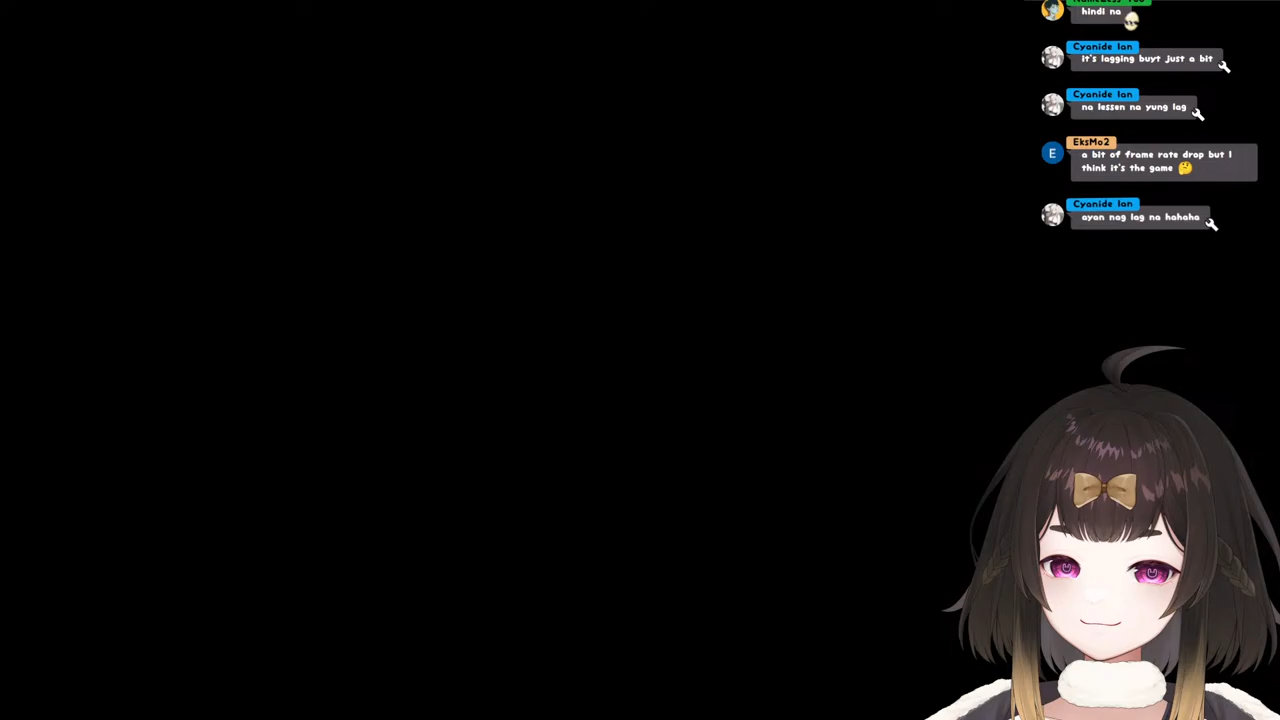 hindi na
Cyanide Ian
it's lagging buyt just a bit
Cyanide Ian
na lessen na yung lag
E
EksMo2
a bit of frame rate drop but I
think it's the game 🤔
Cyanide Ian
ayan nag lag na hahaha